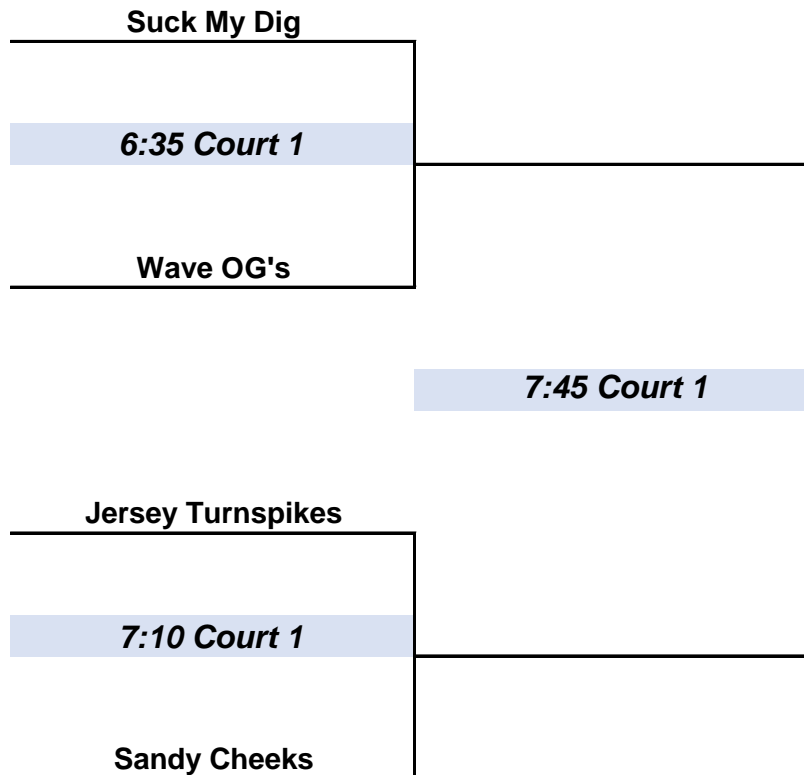 Suck My Dig
6:35 Court 1
Wave OG's
7:45 Court 1
Jersey Turnspikes
7:10 Court 1
Sandy Cheeks